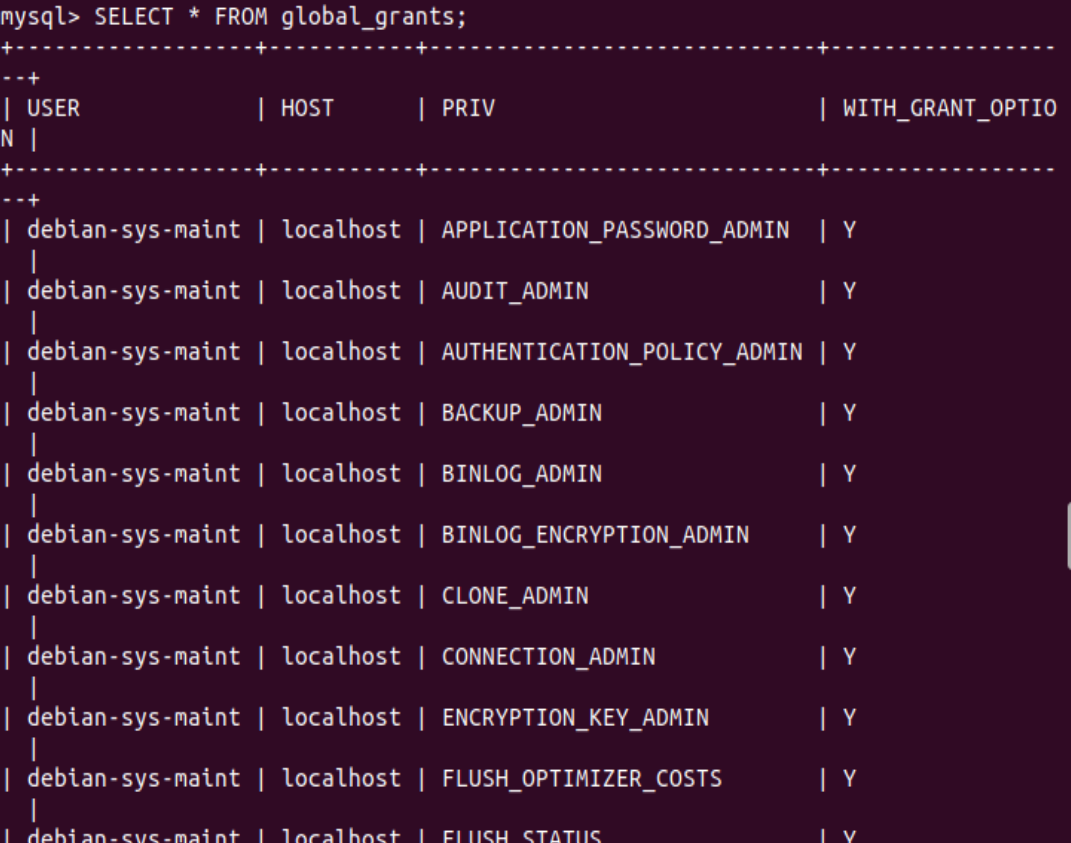 mysql> SELECT * FROM global_grants;
+------------------+-----------+----------------------------+-----------------
--+
| USER             | HOST      | PRIV                       | WITH_GRANT_OPTIO
N |
+------------------+-----------+----------------------------+-----------------
--+
| debian-sys-maint | localhost | APPLICATION_PASSWORD_ADMIN  | Y
  |
| debian-sys-maint | localhost | AUDIT_ADMIN                | Y
  |
| debian-sys-maint | localhost | AUTHENTICATION_POLICY_ADMIN | Y
  |
| debian-sys-maint | localhost | BACKUP_ADMIN               | Y
  |
| debian-sys-maint | localhost | BINLOG_ADMIN               | Y
  |
| debian-sys-maint | localhost | BINLOG_ENCRYPTION_ADMIN    | Y
  |
| debian-sys-maint | localhost | CLONE_ADMIN                | Y
  |
| debian-sys-maint | localhost | CONNECTION_ADMIN           | Y
  |
| debian-sys-maint | localhost | ENCRYPTION_KEY_ADMIN       | Y
  |
| debian-sys-maint | localhost | FLUSH_OPTIMIZER_COSTS      | Y
  |
| debian-sys-maint | localhost | FLUSH_STATUS               | Y